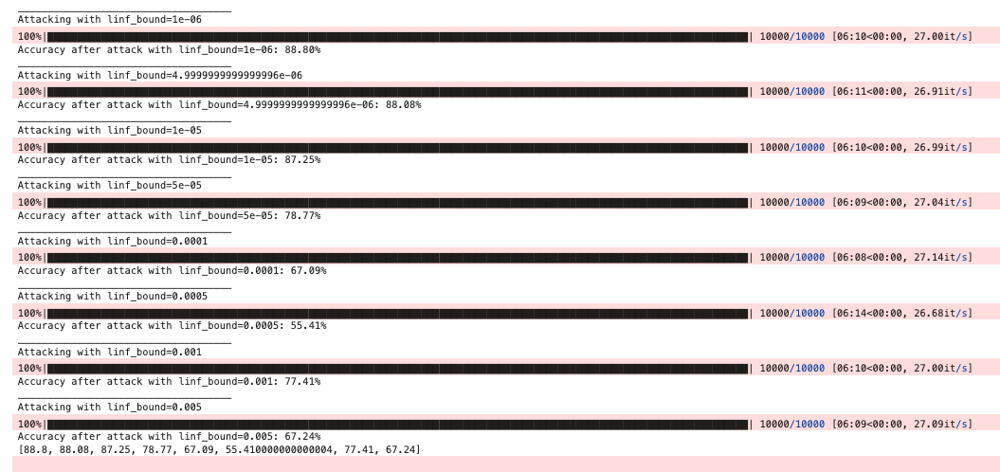 Attacking with linf_bound=1e-06
100%|██████████| 10000/10000 [06:10<00:00, 27.00it/s]
Accuracy after attack with linf_bound=1e-06: 88.80%
Attacking with linf_bound=4.9999999999999996e-06
100%|██████████| 10000/10000 [06:11<00:00, 26.91it/s]
Accuracy after attack with linf_bound=4.9999999999999996e-06: 88.08%
Attacking with linf_bound=1e-05
100%|██████████| 10000/10000 [06:10<00:00, 26.99it/s]
Accuracy after attack with linf_bound=1e-05: 87.25%
Attacking with linf_bound=5e-05
100%|██████████| 10000/10000 [06:09<00:00, 27.04it/s]
Accuracy after attack with linf_bound=5e-05: 78.77%
Attacking with linf_bound=0.0001
100%|██████████| 10000/10000 [06:08<00:00, 27.14it/s]
Accuracy after attack with linf_bound=0.0001: 67.09%
Attacking with linf_bound=0.0005
100%|██████████| 10000/10000 [06:14<00:00, 26.68it/s]
Accuracy after attack with linf_bound=0.0005: 55.41%
Attacking with linf_bound=0.001
100%|██████████| 10000/10000 [06:10<00:00, 27.00it/s]
Accuracy after attack with linf_bound=0.001: 77.41%
Attacking with linf_bound=0.005
100%|██████████| 10000/10000 [06:09<00:00, 27.09it/s]
Accuracy after attack with linf_bound=0.005: 67.24%
[88.8, 88.08, 87.25, 78.77, 67.09, 55.410000000000004, 77.41, 67.24]